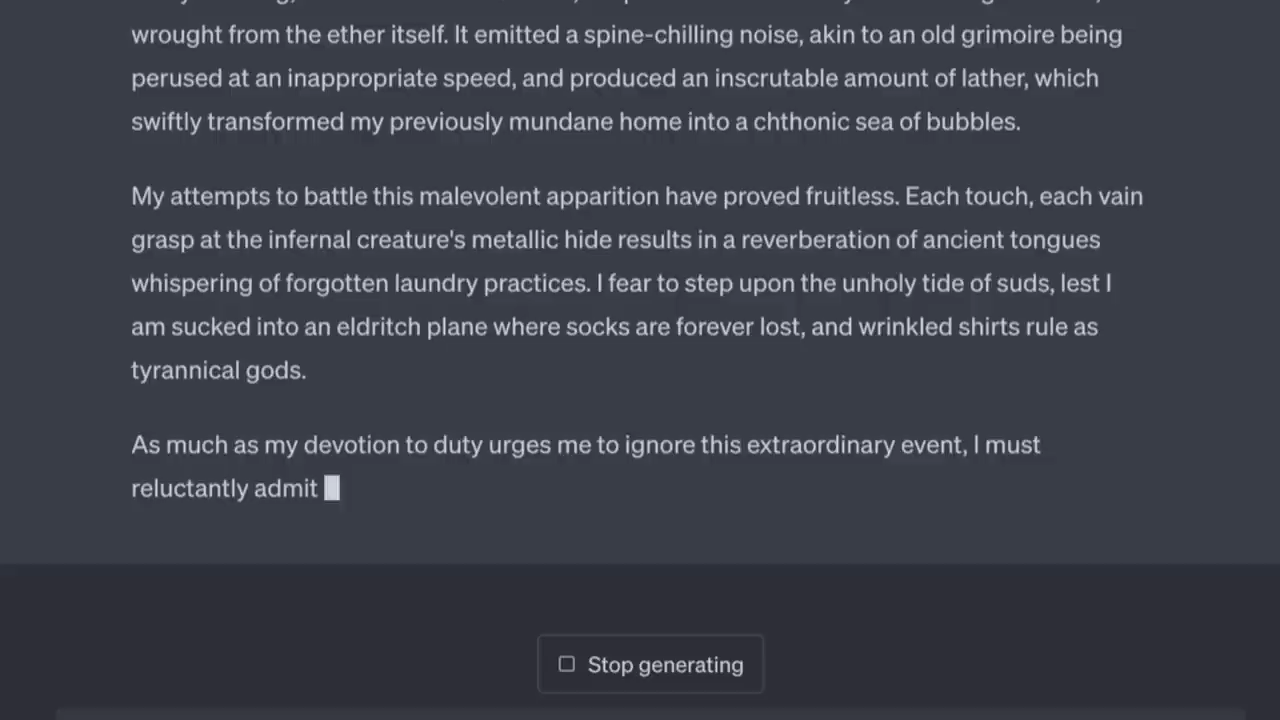 wrought from the ether itself. It emitted a spine-chilling noise, akin to an old grimoire being
perused at an inappropriate speed, and produced an inscrutable amount of lather, which
swiftly transformed my previously mundane home into a chthonic sea of bubbles.
My attempts to battle this malevolent apparition have proved fruitless. Each touch, each vain
grasp at the infernal creature's metallic hide results in a reverberation of ancient tongues
whispering of forgotten laundry practices. I fear to step upon the unholy tide of suds, lest I
am sucked into an eldritch plane where socks are forever lost, and wrinkled shirts rule as
tyrannical gods.
As much as my devotion to duty urges me to ignore this extraordinary event, I must
reluctantly admit
Stop generating